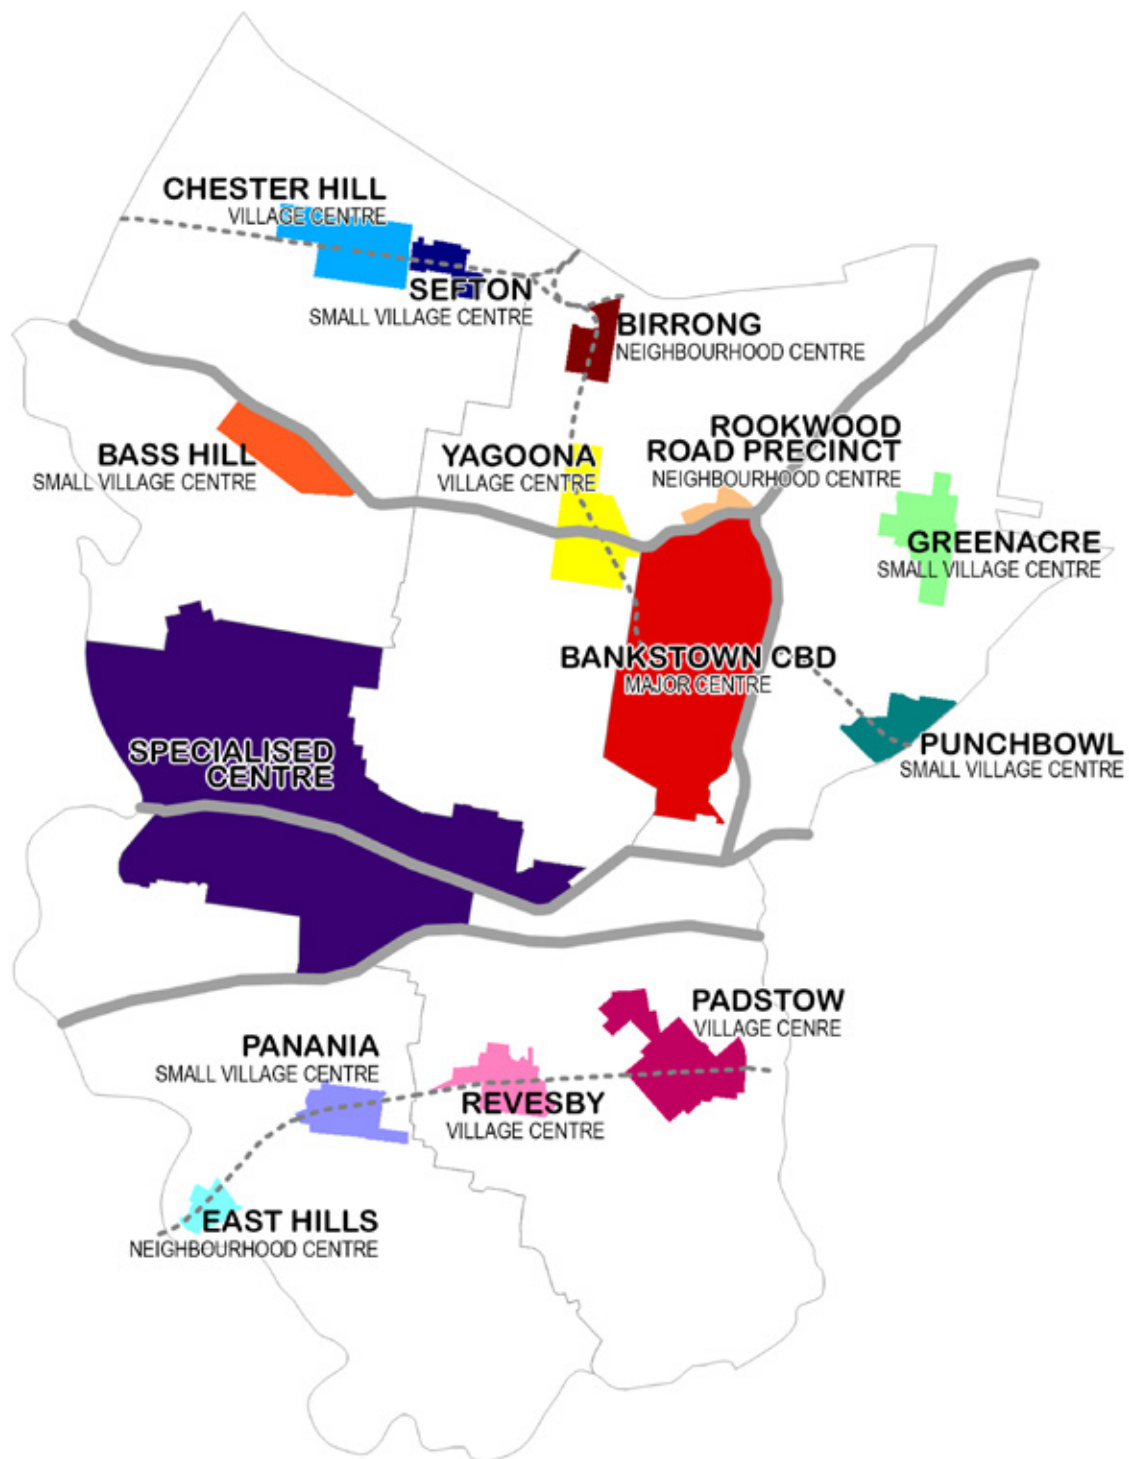 CHESTER HILL
VILLAGE CENTRE
SEFTON
SMALL VILLAGE CENTRE
BIRRONG
NEIGHBOURHOOD CENTRE
BASS HILL
SMALL VILLAGE CENTRE
YAGOONA
VILLAGE CENTRE
ROOKWOOD
ROAD PRECINCT
NEIGHBOURHOOD CENTRE
GREENACRE
SMALL VILLAGE CENTRE
BANKSTOWN CBD
MAJOR CENTRE
SPECIALISED
CENTRE
PUNCHBOWL
SMALL VILLAGE CENTRE
PADSTOW
VILLAGE CENRE
PANANIA
SMALL VILLAGE CENTRE
REVESBY
VILLAGE CENTRE
EAST HILLS
NEIGHBOURHOOD CENTRE